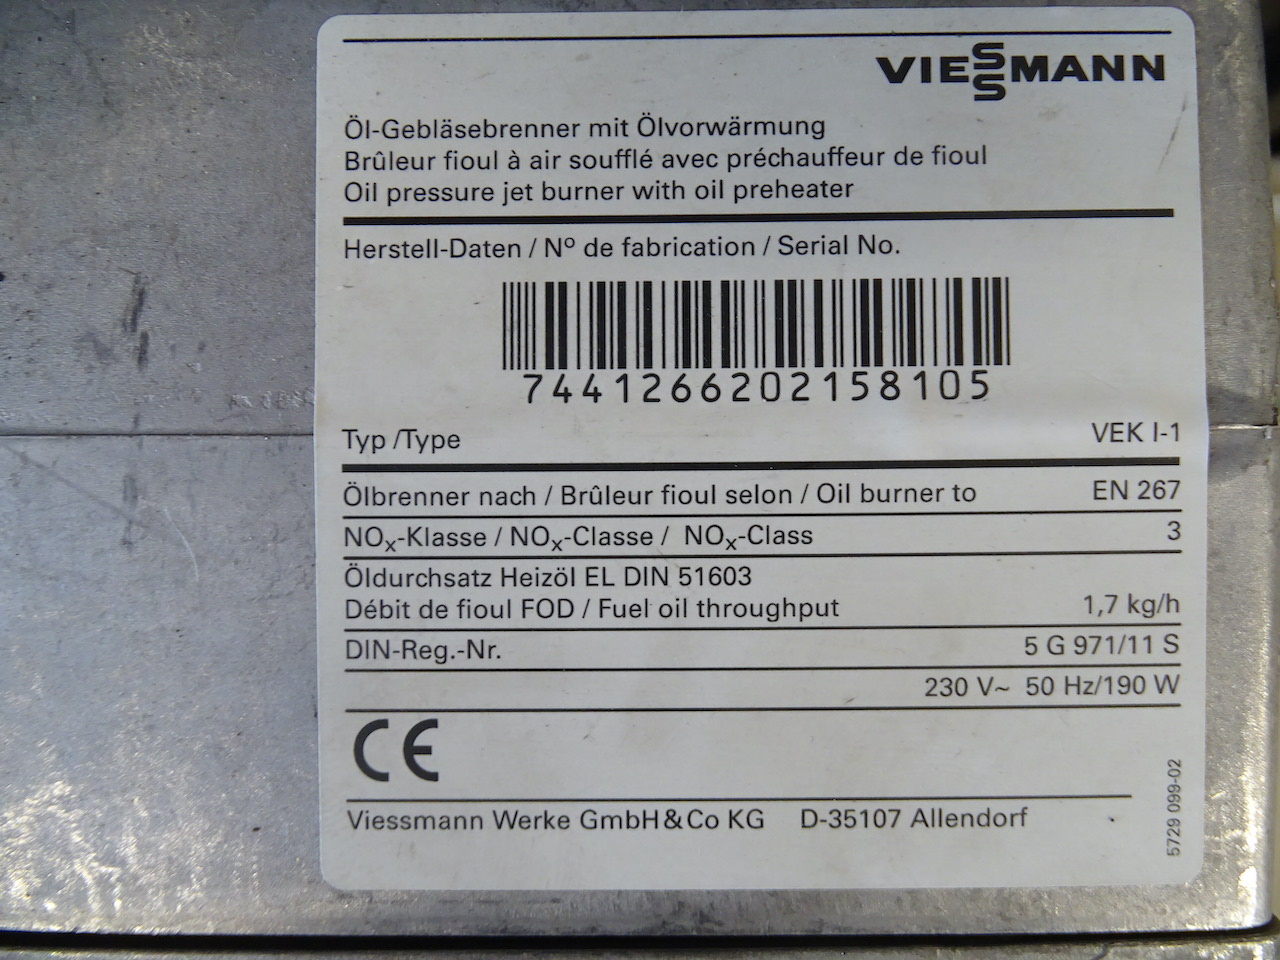 VIESSMANN
Öl-Gebläsebrenner mit Ölvorwärmung
Brûleur fioul à air soufflé avec préchauffeur de fioul
Oil pressure jet burner with oil preheater
Herstell-Daten / Nº de fabrication / Serial No.
7441266202158105
Typ /Type VEK I-1
Ölbrenner nach / Brûleur fioul selon / Oil burner to EN 267
NOx-Klasse / NOx-Classe / NOx-Class 3
Öldurchsatz Heizöl EL DIN 51603
Débit de fioul FOD / Fuel oil throughput 1,7 kg/h
DIN-Reg.-Nr. 5 G 971/11 S
230 V~ 50 Hz/190 W
CE
Viessmann Werke GmbH&Co KG D-35107 Allendorf
5729 099-02